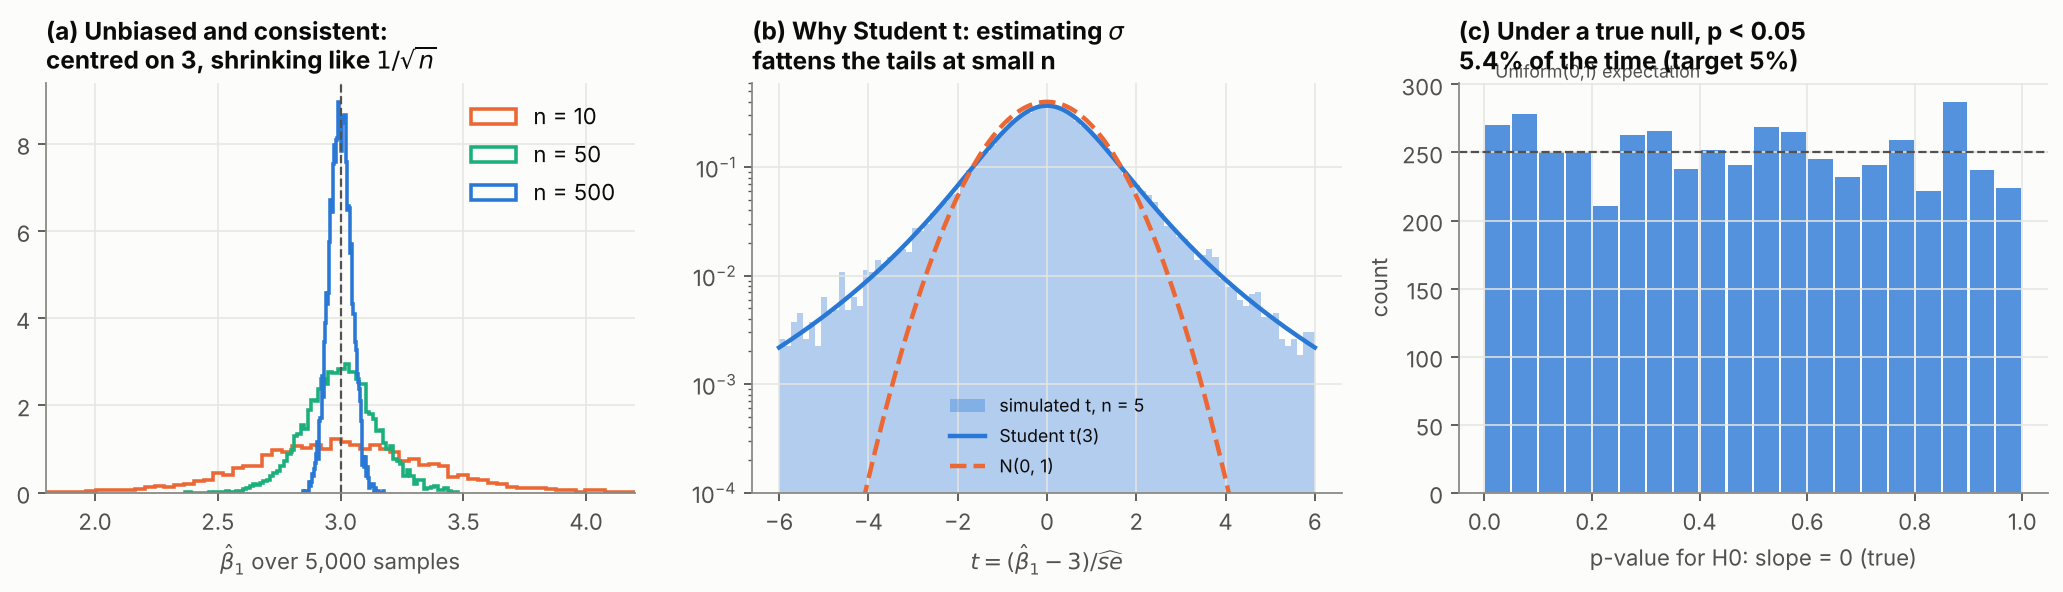 (a) Unbiased and consistent:
centred on 3, shrinking like 1/√n
n = 10
n = 50
n = 500
8
6
4
2
0
2.0 2.5 3.0 3.5 4.0
β̂₁ over 5,000 samples
(b) Why Student t: estimating σ
fattens the tails at small n
10⁻¹
10⁻²
10⁻³
10⁻⁴
simulated t, n = 5
Student t(3)
N(0, 1)
−6 −4 −2 0 2 4 6
t = (β̂₁ − 3)/ŝe
(c) Under a true null, p < 0.05
5.4% of the time (target 5%)
Uniform(0,1) expectation
300
250
200
150
100
50
0
count
0.0 0.2 0.4 0.6 0.8 1.0
p-value for H0: slope = 0 (true)